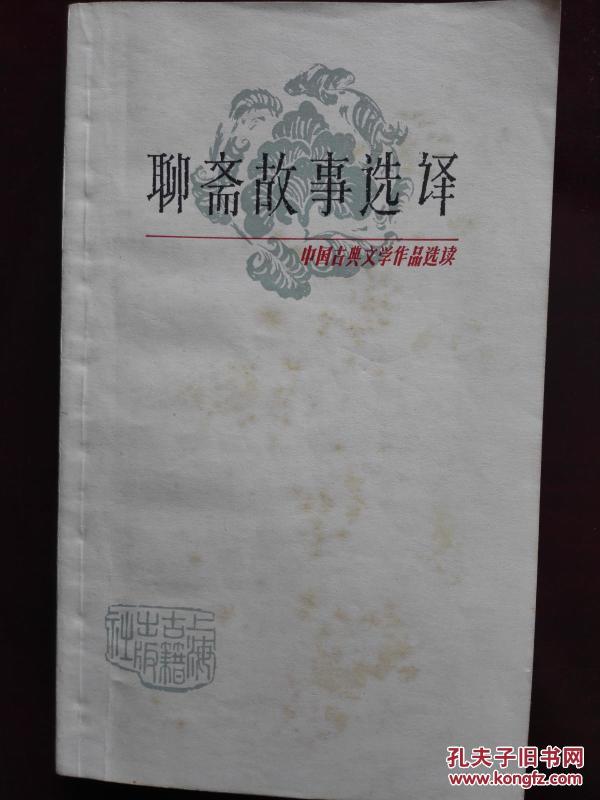 聊斋故事选译
中国古典文学作品选读
上海
古籍
出版
社
孔夫子旧书网
www.kongfz.com